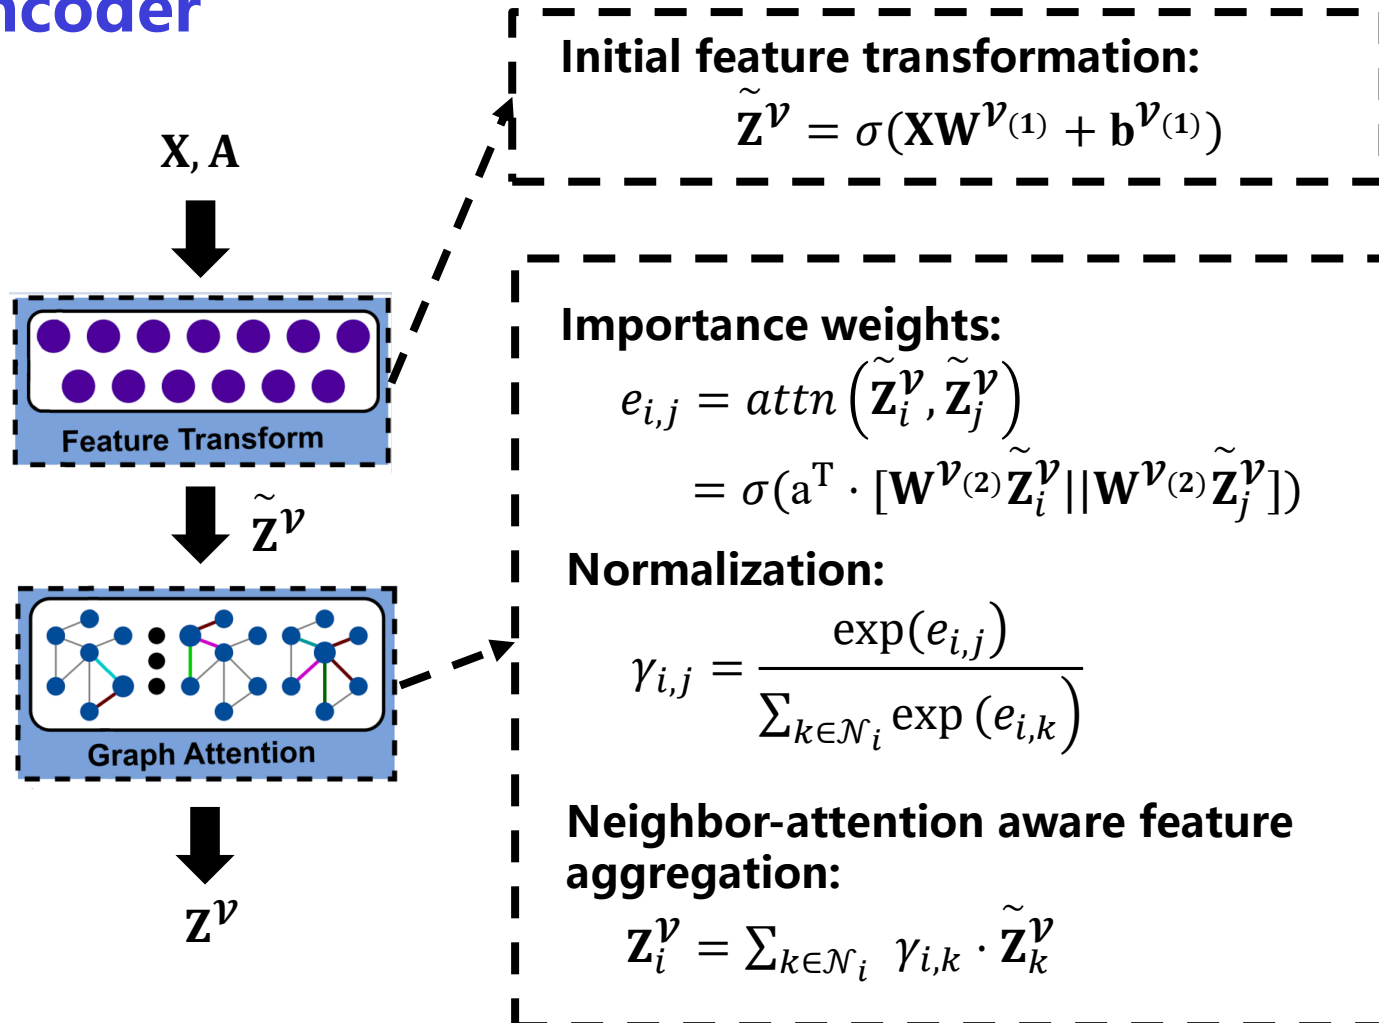 ncoder
X, A
Feature Transform
Z̃^𝒱
Graph Attention
Z^𝒱
Initial feature transformation:
Z̃^𝒱 = σ(XW^𝒱(1) + b^𝒱(1))
Importance weights:
e_{i,j} = attn (Z̃_i^𝒱, Z̃_j^𝒱)
= σ(a^T · [W^𝒱(2) Z̃_i^𝒱||W^𝒱(2) Z̃_j^𝒱])
Normalization:
γ_{i,j} = exp(e_{i,j}) / ∑_{k∈𝒩_i} exp (e_{i,k})
Neighbor-attention aware feature
aggregation:
Z_i^𝒱 = ∑_{k∈𝒩_i} γ_{i,k} · Z̃_k^𝒱